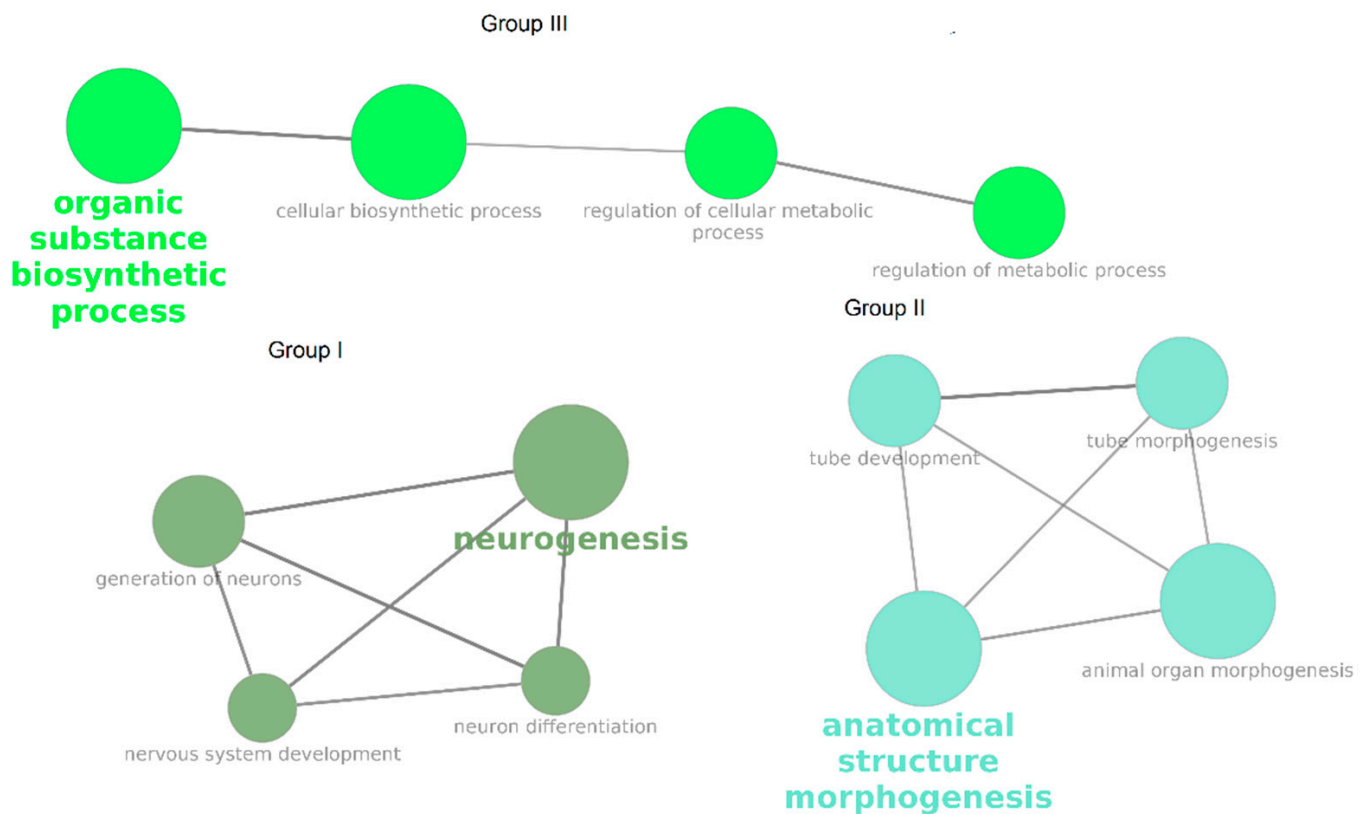 Group III
organic
substance
biosynthetic
process
cellular biosynthetic process
regulation of cellular metabolic
process
regulation of metabolic process
Group I
neurogenesis
generation of neurons
nervous system development
neuron differentiation
Group II
tube development
tube morphogenesis
animal organ morphogenesis
anatomical
structure
morphogenesis